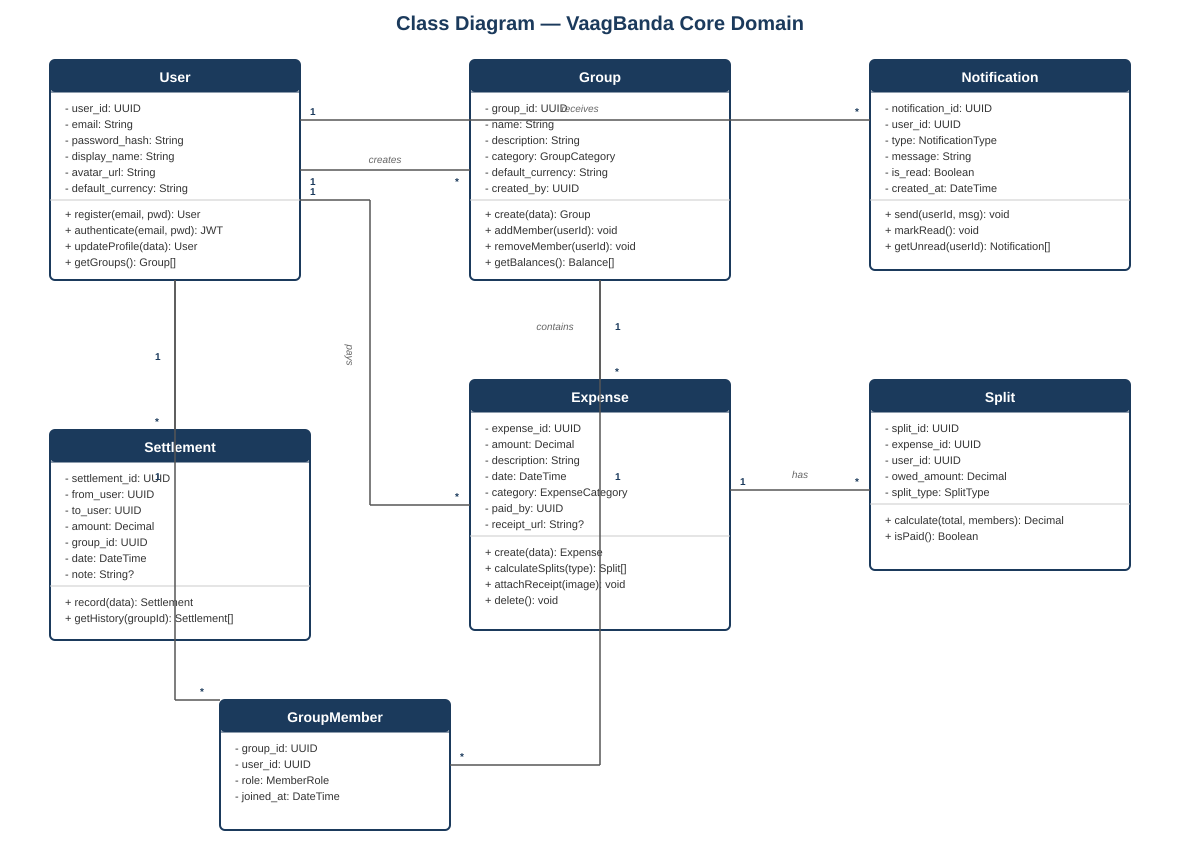 Class Diagram — VaagBanda Core Domain
User
- user_id: UUID
- email: String
- password_hash: String
- display_name: String
- avatar_url: String
- default_currency: String
+ register(email, pwd): User
+ authenticate(email, pwd): JWT
+ updateProfile(data): User
+ getGroups(): Group[]
Group
- group_id: UUID
- name: String
- description: String
- category: GroupCategory
- default_currency: String
- created_by: UUID
+ create(data): Group
+ addMember(userId): void
+ removeMember(userId): void
+ getBalances(): Balance[]
Notification
- notification_id: UUID
- user_id: UUID
- type: NotificationType
- message: String
- is_read: Boolean
- created_at: DateTime
+ send(userId, msg): void
+ markRead(): void
+ getUnread(userId): Notification[]
1
receives
*
creates
1
*
1
pays
*
contains
1
*
1
*
1
Settlement
- settlement_id: UUID
- from_user: UUID
- to_user: UUID
- amount: Decimal
- group_id: UUID
- date: DateTime
- note: String?
+ record(data): Settlement
+ getHistory(groupId): Settlement[]
Expense
- expense_id: UUID
- amount: Decimal
- description: String
- date: DateTime
- category: ExpenseCategory
- paid_by: UUID
- receipt_url: String?
+ create(data): Expense
+ calculateSplits(type): Split[]
+ attachReceipt(image): void
+ delete(): void
1
1
has
*
Split
- split_id: UUID
- expense_id: UUID
- user_id: UUID
- owed_amount: Decimal
- split_type: SplitType
+ calculate(total, members): Decimal
+ isPaid(): Boolean
*
GroupMember
- group_id: UUID
- user_id: UUID
- role: MemberRole
- joined_at: DateTime
*